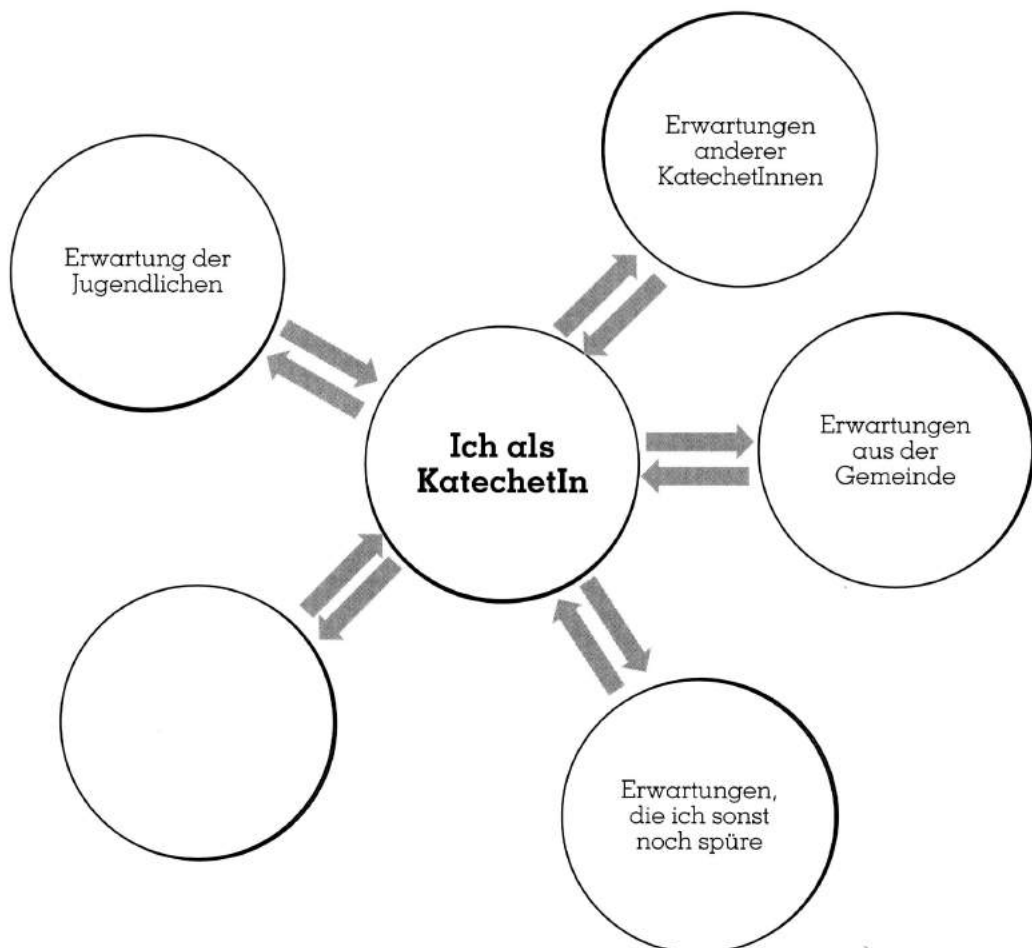 Erwartungen
anderer
KatechetInnen
Erwartung der
Jugendlichen
Ich als
KatechetIn
Erwartungen
aus der
Gemeinde
Erwartungen,
die ich sonst
noch spüre